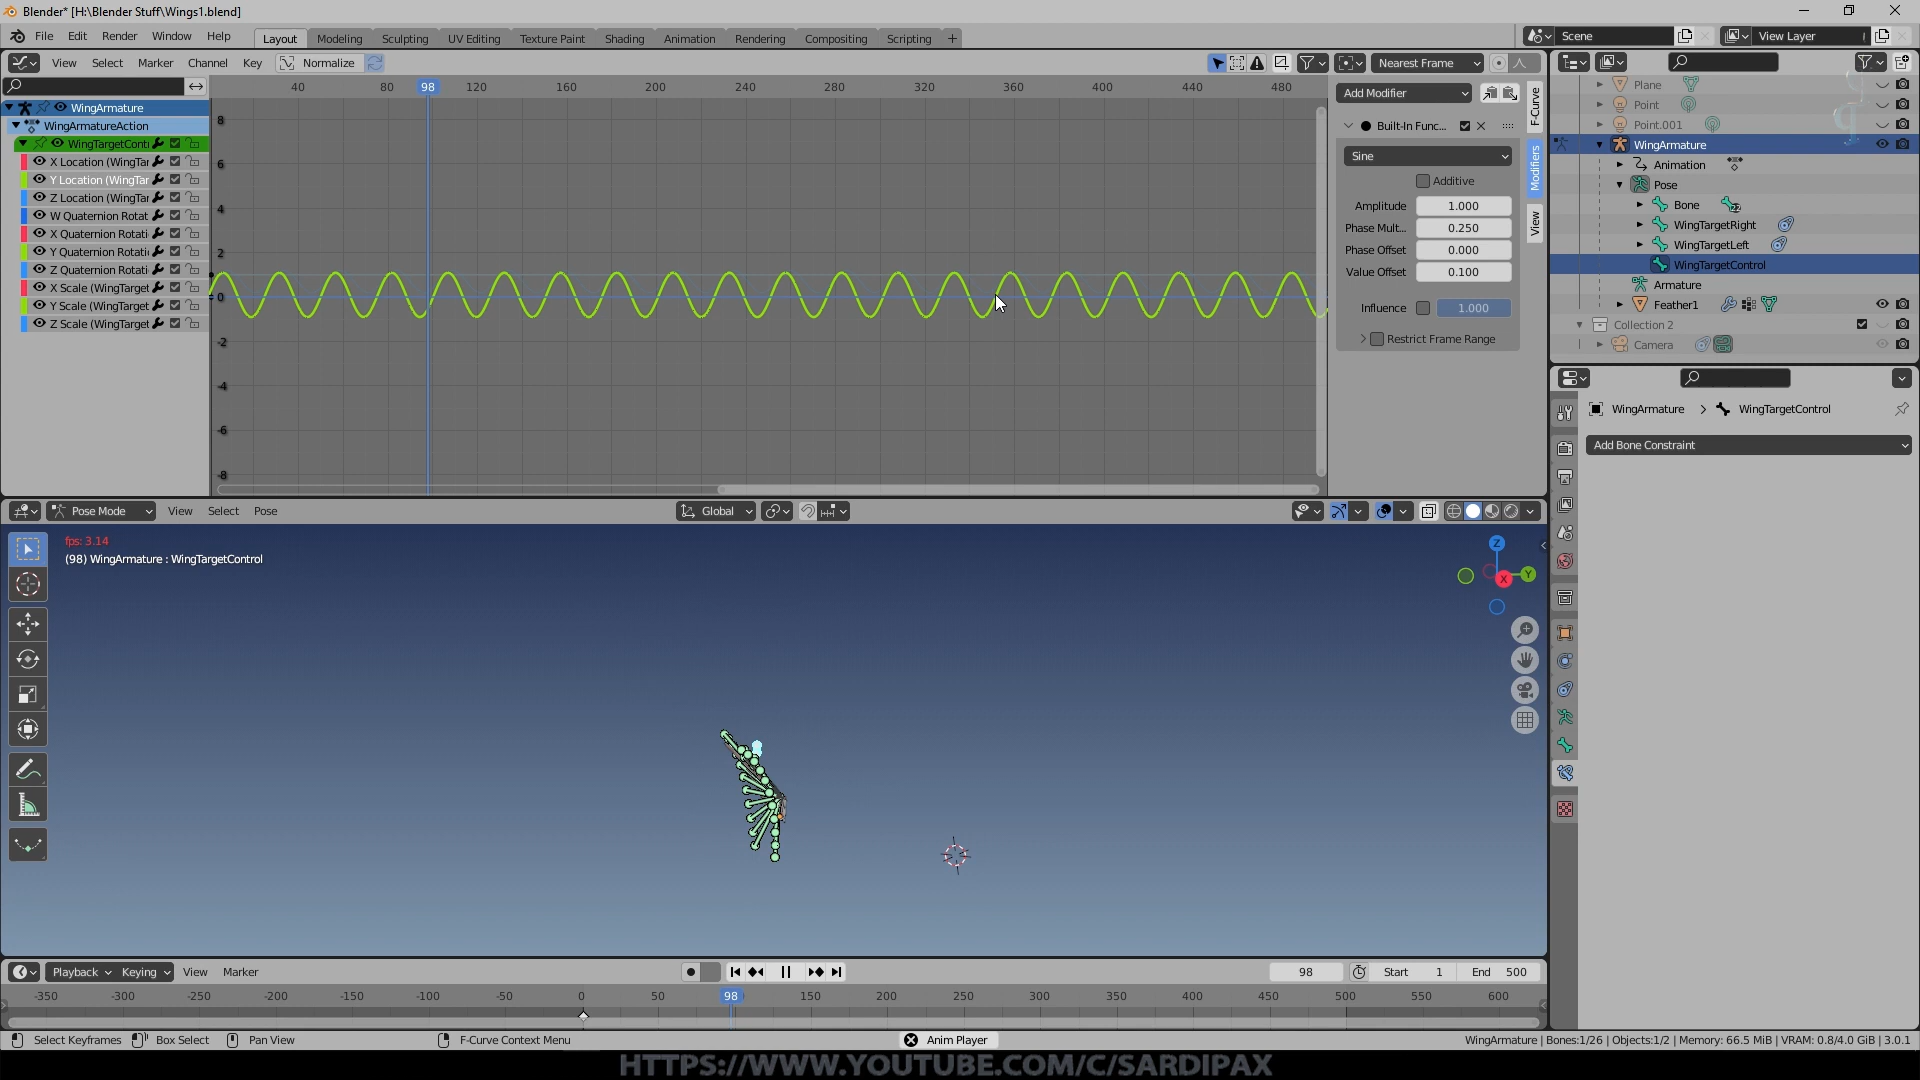 Blender* [H:\Blender Stuff\Wings1.blend]
File Edit Render Window Help Layout Modeling Sculpting UV Editing Texture Paint Shading Animation Rendering Compositing Scripting + Scene View Layer
View Select Marker Channel Key Normalize Nearest Frame
40 80 98 120 160 200 240 280 320 360 400 440 480
WingArmature
WingArmatureAction
WingTargetConti
X Location (WingTar
Y Location (WingTar
Z Location (WingTar
W Quaternion Rotat
X Quaternion Rotati
Y Quaternion Rotati
Z Quaternion Rotati
X Scale (WingTarget
Y Scale (WingTarget
Z Scale (WingTarget
8
6
4
2
0
-2
-4
-6
-8
Add Modifier
Built-In Func...
Sine
Additive
Amplitude 1.000
Phase Mult... 0.250
Phase Offset 0.000
Value Offset 0.100
Influence 1.000
Restrict Frame Range
F-Curve
Modifiers
View
Plane
Point
Point.001
WingArmature
Animation
Pose
Bone 22
WingTargetRight
WingTargetLeft
WingTargetControl
Armature
Feather1
Collection 2
Camera
WingArmature > WingTargetControl
Add Bone Constraint
Pose Mode View Select Pose Global
fps: 3.14
(98) WingArmature : WingTargetControl
Z
X
Y
Playback Keying View Marker 98 Start 1 End 500
-350 -300 -250 -200 -150 -100 -50 0 50 98 150 200 250 300 350 400 450 500 550 600
Select Keyframes Box Select Pan View F-Curve Context Menu Anim Player WingArmature | Bones:1/26 | Objects:1/2 | Memory: 66.5 MiB | VRAM: 0.8/4.0 GiB | 3.0.1
HTTPS://WWW.YOUTUBE.COM/C/SARDIPAX